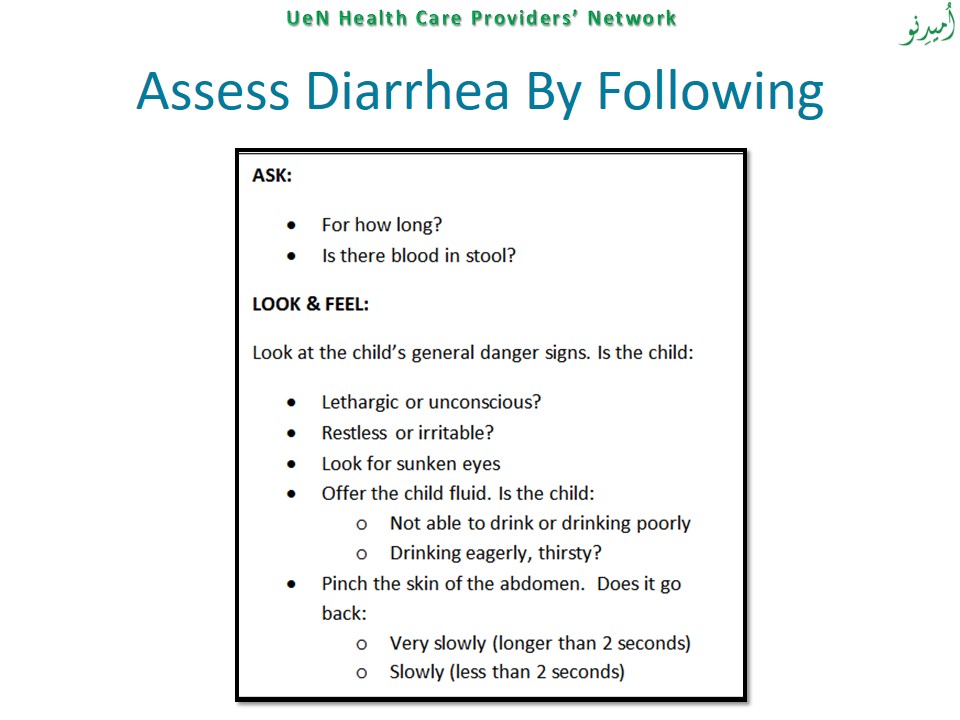 UeN Health Care Providers’ Network
اُميدِنو
Assess Diarrhea By Following
ASK:
• For how long?
• Is there blood in stool?
LOOK & FEEL:
Look at the child’s general danger signs. Is the child:
• Lethargic or unconscious?
• Restless or irritable?
• Look for sunken eyes
• Offer the child fluid. Is the child:
o Not able to drink or drinking poorly
o Drinking eagerly, thirsty?
• Pinch the skin of the abdomen. Does it go
back:
o Very slowly (longer than 2 seconds)
o Slowly (less than 2 seconds)